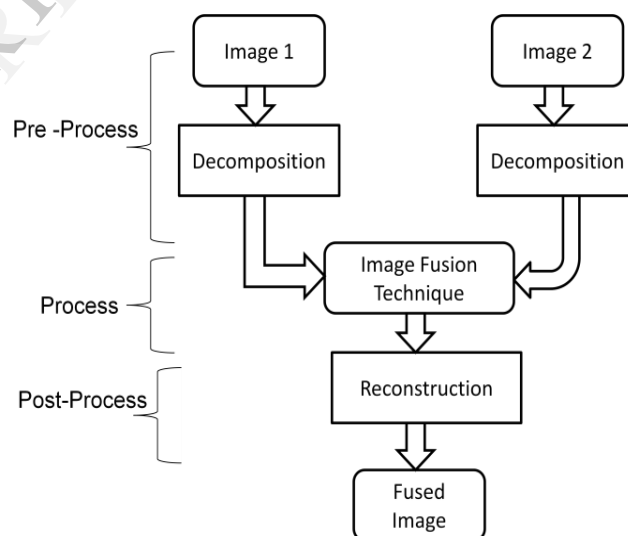 Image 1
Image 2
Pre -Process
Decomposition
Decomposition
Image Fusion
Technique
Process
Reconstruction
Post-Process
Fused
Image